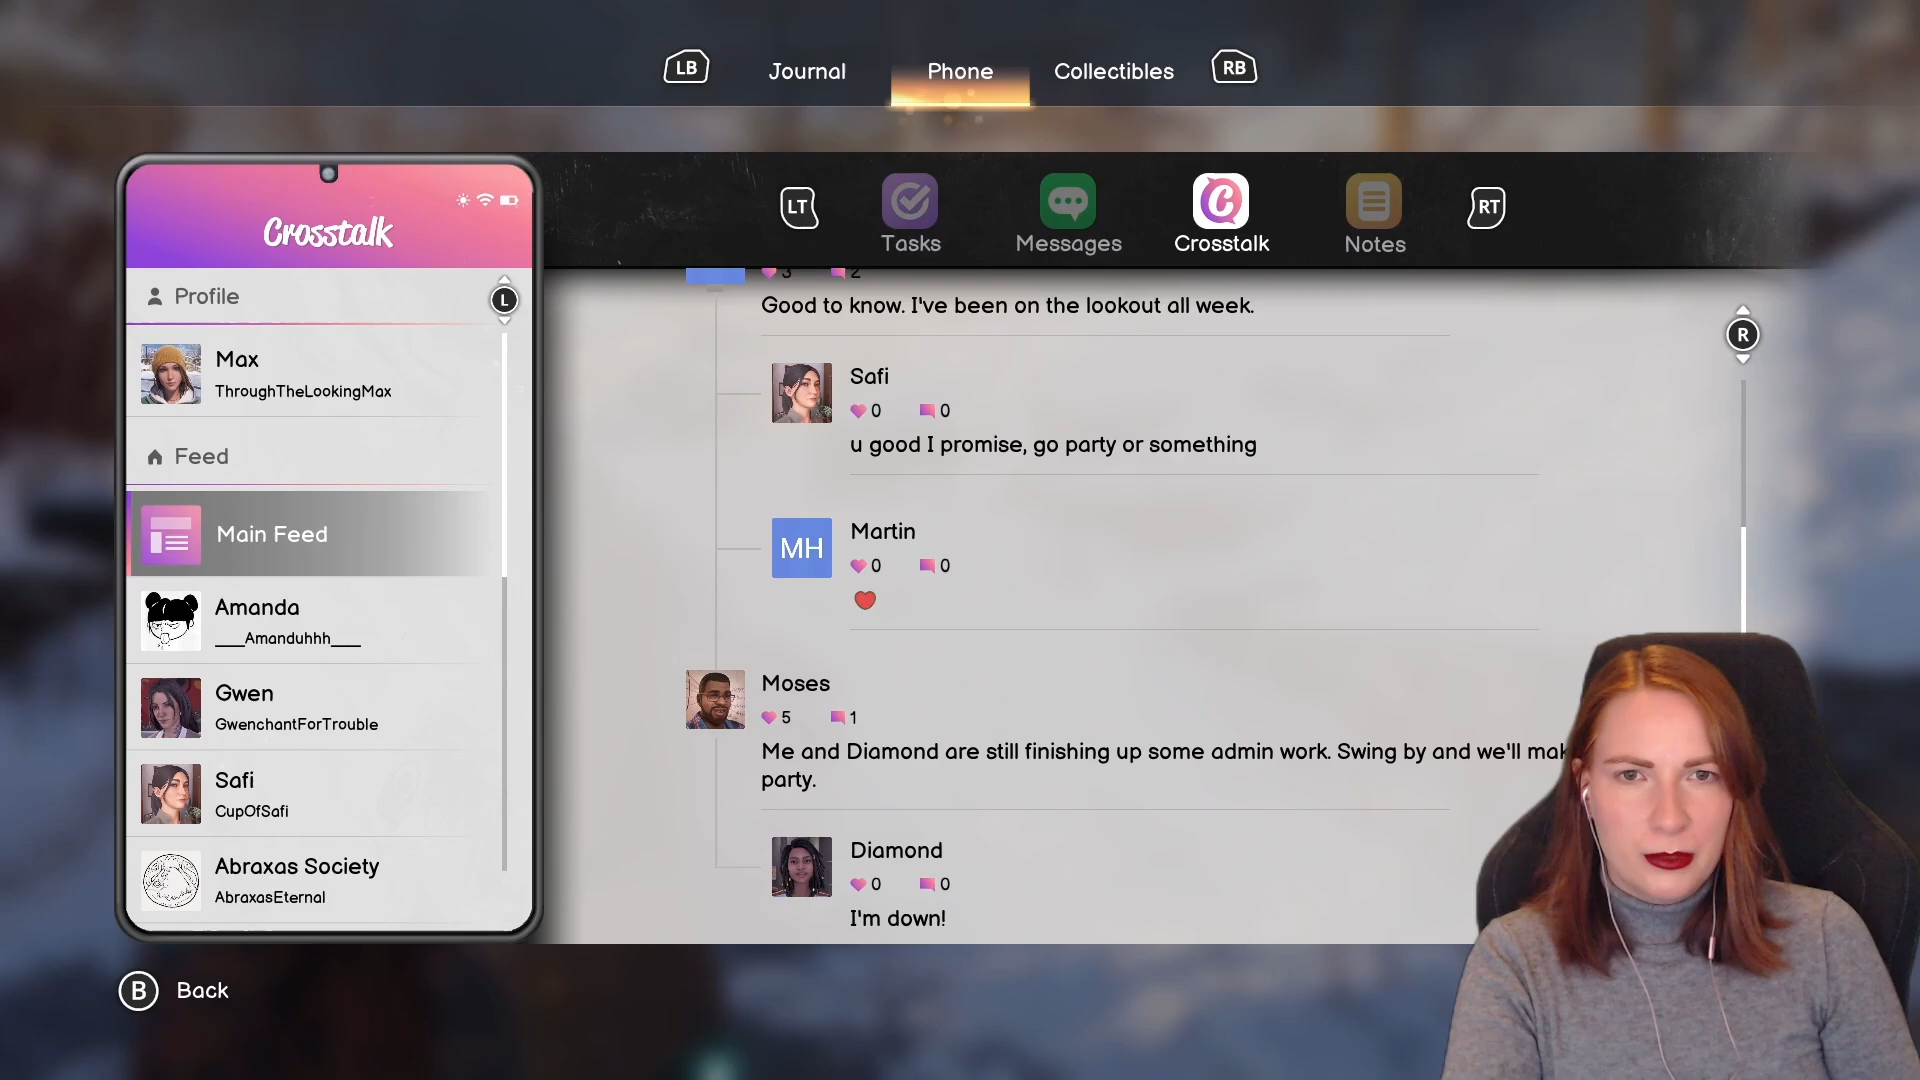 LB
Journal
Phone
Collectibles
RB
Crosstalk
LT
Tasks
Messages
Crosstalk
Notes
RT
Profile
L
Max
ThroughTheLookingMax
Feed
Main Feed
Amanda
___Amanduhhh___
Gwen
GwenchantForTrouble
Safi
CupOfSafi
Abraxas Society
AbraxasEternal
3 2
Good to know. I've been on the lookout all week.
R
Safi
0 0
u good I promise, go party or something
MH
Martin
0 0
Moses
5 1
Me and Diamond are still finishing up some admin work. Swing by and we'll
party.
Diamond
0 0
I'm down!
B Back